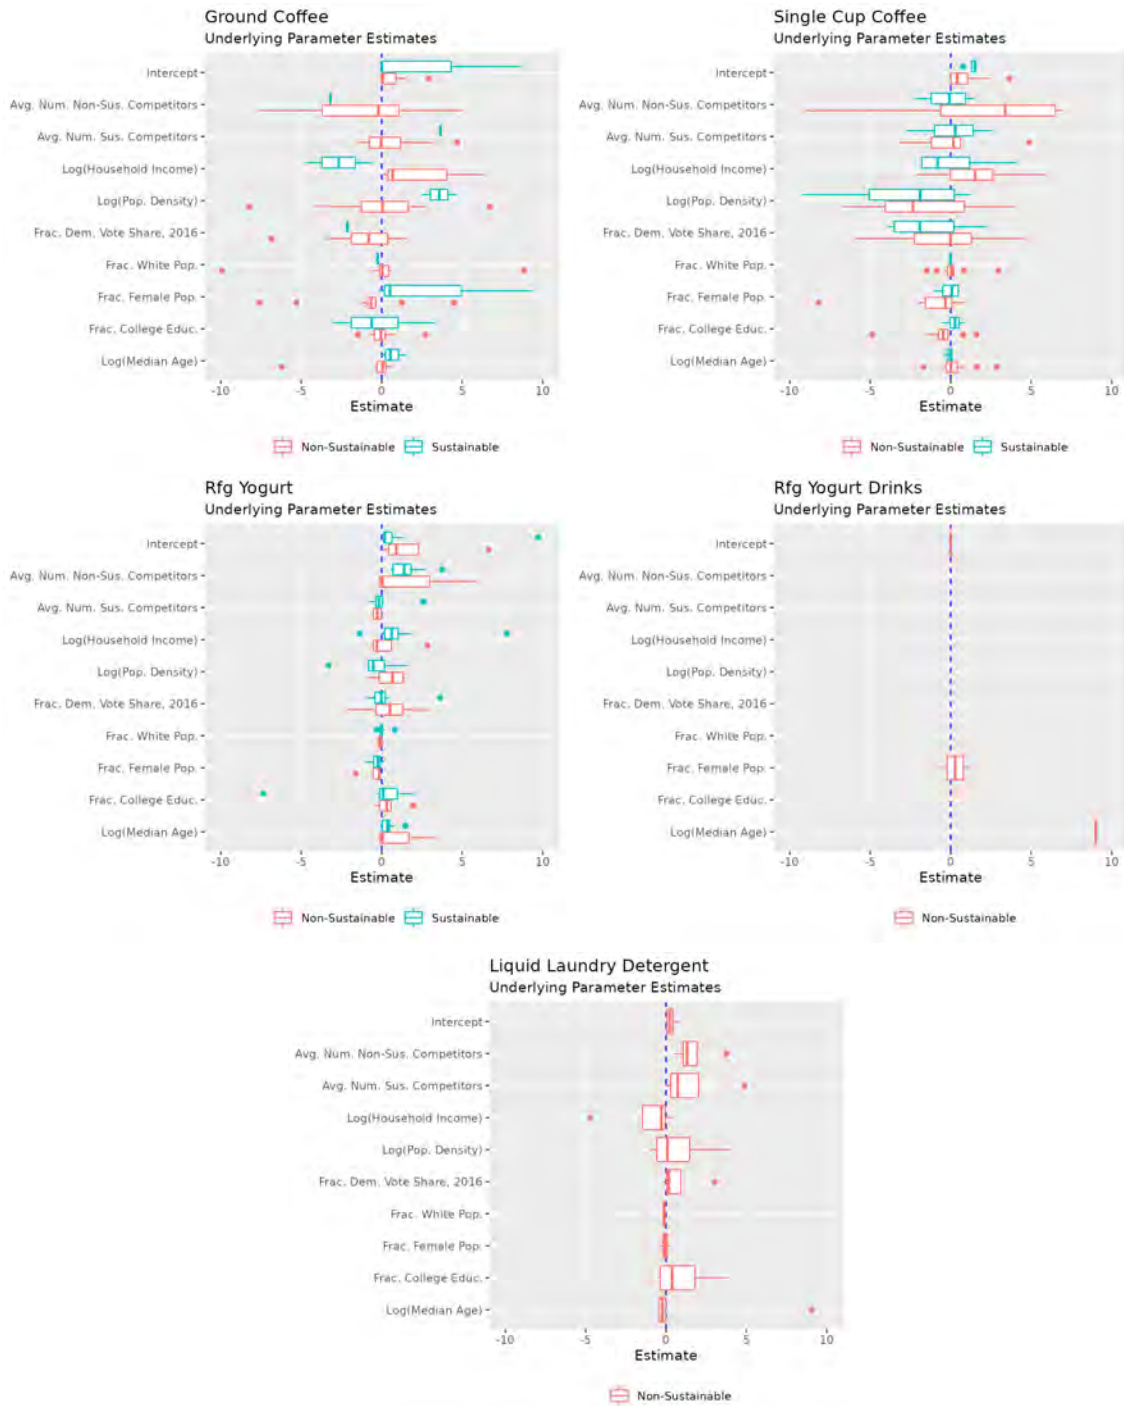 Ground Coffee
Underlying Parameter Estimates
Intercept
Avg. Num. Non-Sus. Competitors
Avg. Num. Sus. Competitors
Log(Household Income)
Log(Pop. Density)
Frac. Dem. Vote Share, 2016
Frac. White Pop.
Frac. Female Pop.
Frac. College Educ.
Log(Median Age)
-10 -5 0 5 10
Estimate
Non-Sustainable Sustainable
Single Cup Coffee
Underlying Parameter Estimates
Intercept
Avg. Num. Non-Sus. Competitors
Avg. Num. Sus. Competitors
Log(Household Income)
Log(Pop. Density)
Frac. Dem. Vote Share, 2016
Frac. White Pop.
Frac. Female Pop.
Frac. College Educ.
Log(Median Age)
-10 -5 0 5 10
Estimate
Non-Sustainable Sustainable
Rfg Yogurt
Underlying Parameter Estimates
Intercept
Avg. Num. Non-Sus. Competitors
Avg. Num. Sus. Competitors
Log(Household Income)
Log(Pop. Density)
Frac. Dem. Vote Share, 2016
Frac. White Pop.
Frac. Female Pop.
Frac. College Educ.
Log(Median Age)
-10 -5 0 5 10
Estimate
Non-Sustainable Sustainable
Rfg Yogurt Drinks
Underlying Parameter Estimates
Intercept
Avg. Num. Non-Sus. Competitors
Avg. Num. Sus. Competitors
Log(Household Income)
Log(Pop. Density)
Frac. Dem. Vote Share, 2016
Frac. White Pop.
Frac. Female Pop.
Frac. College Educ.
Log(Median Age)
-10 -5 0 5 10
Estimate
Non-Sustainable
Liquid Laundry Detergent
Underlying Parameter Estimates
Intercept
Avg. Num. Non-Sus. Competitors
Avg. Num. Sus. Competitors
Log(Household Income)
Log(Pop. Density)
Frac. Dem. Vote Share, 2016
Frac. White Pop.
Frac. Female Pop.
Frac. College Educ.
Log(Median Age)
-10 -5 0 5 10
Estimate
Non-Sustainable